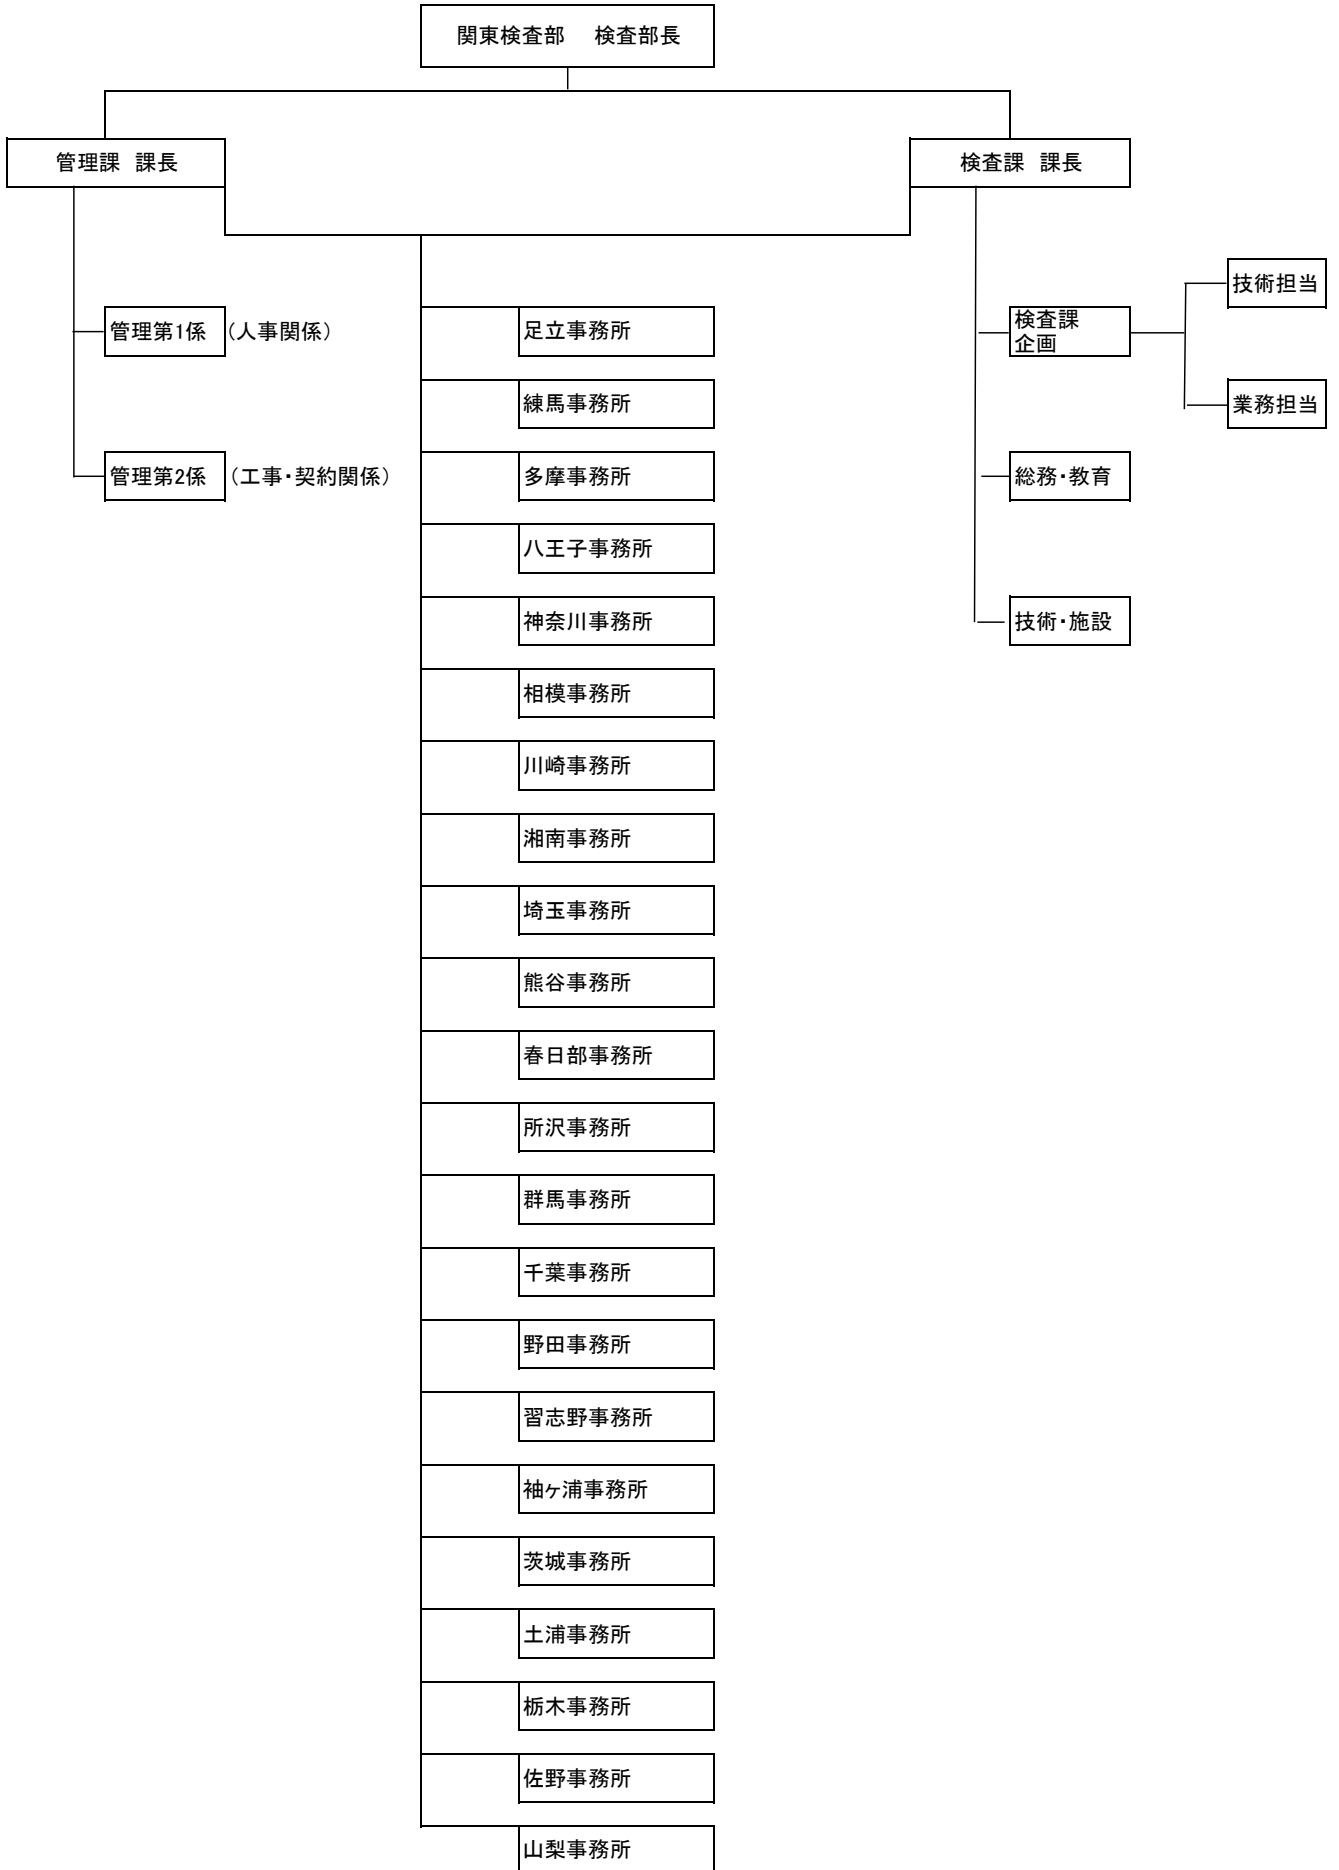 関東検査部　検査部長
管理課　課長
検査課　課長
管理第1係　(人事関係)
管理第2係　(工事・契約関係)
足立事務所
練馬事務所
多摩事務所
八王子事務所
神奈川事務所
相模事務所
川崎事務所
湘南事務所
埼玉事務所
熊谷事務所
春日部事務所
所沢事務所
群馬事務所
千葉事務所
野田事務所
習志野事務所
袖ヶ浦事務所
茨城事務所
土浦事務所
栃木事務所
佐野事務所
山梨事務所
検査課
企画
技術担当
業務担当
総務・教育
技術・施設